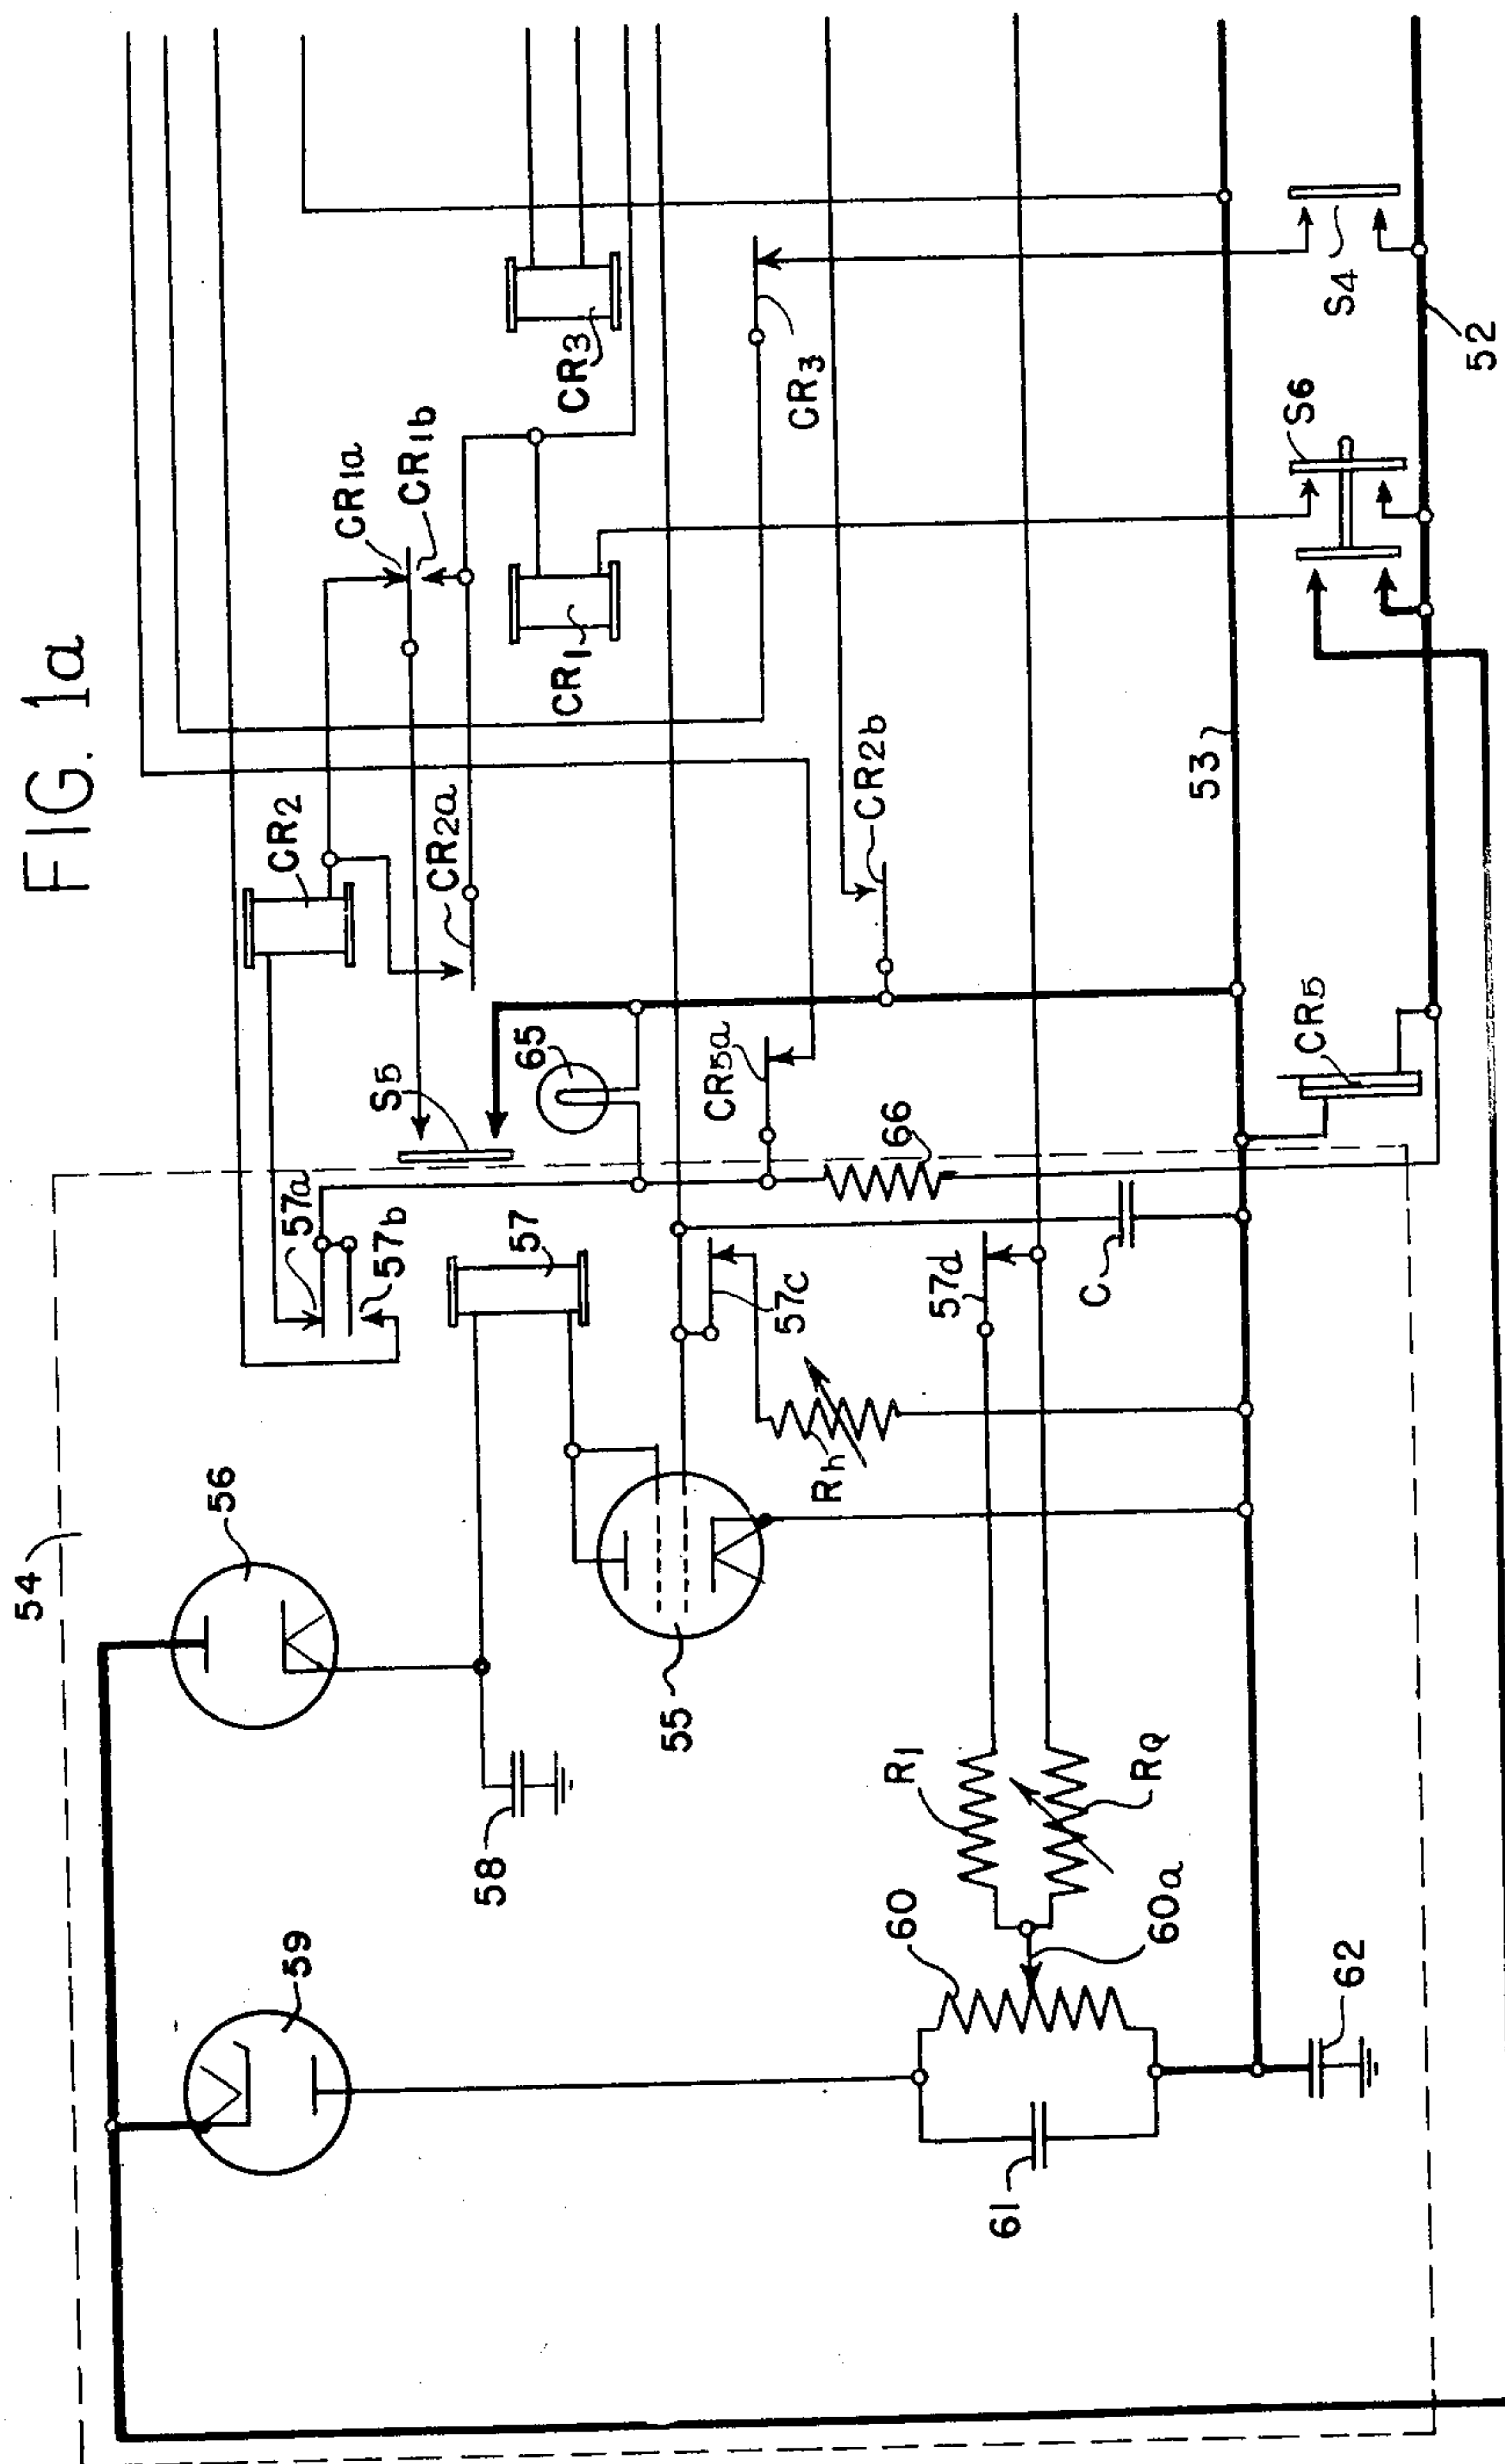 FIG. 1a
54
56
59
58
55
57
57a
57b
57c
57d
S5
65
CR2
CR2a
CR1a
CR1b
CR1
CR3
CR3
CR5a
66
CR2b
C
Rh
R1
RQ
60
60a
61
62
53
CR5
S6
S4
52